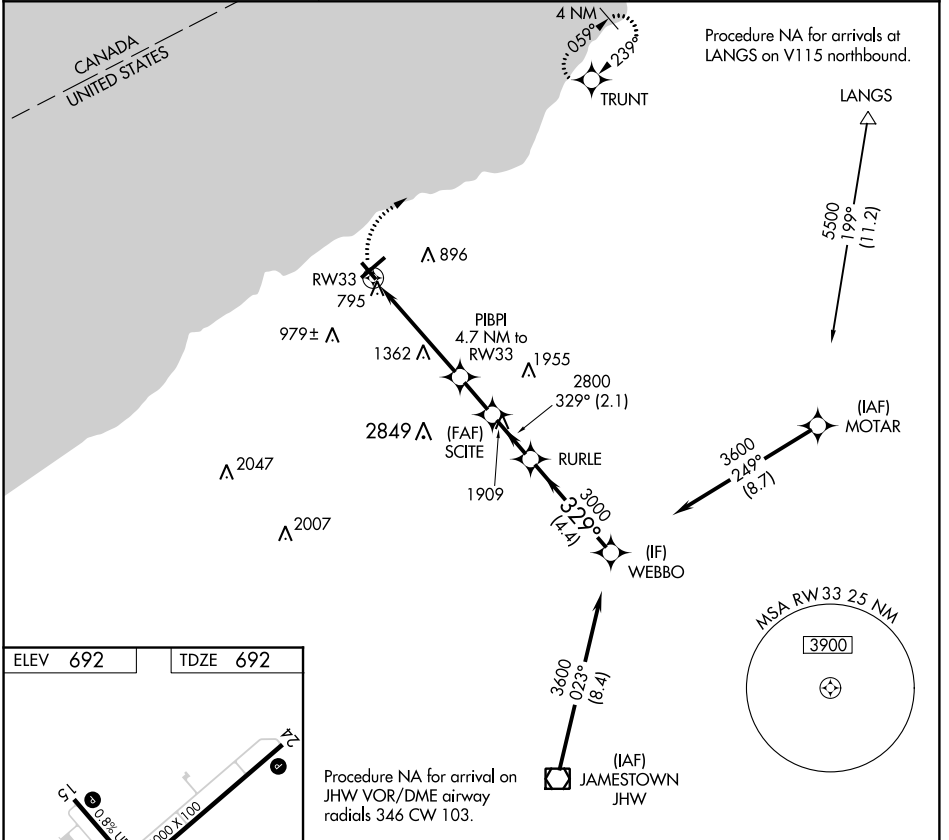 4 NM
059°
239°
CANADA
UNITED STATES
Procedure NA for arrivals at
LANGS on V115 northbound.
TRUNT
LANGS
5500
199°
(11.2)
896
RW33
795
979±
PIBPI
4.7 NM to
RW33
1362
1955
2800
329° (2.1)
(IAF)
MOTAR
2849
(FAF)
SCITE
RURLE
3600
249°
(8.7)
2047
1909
3000
329°
(4.4)
2007
(IF)
WEBBO
MSA RW33 25 NM
3900
ELEV 692
TDZE 692
3600
023°
(8.4)
24
15
P
P
0.8% U
000 X 100
(IAF)
JAMESTOWN
JHW
Procedure NA for arrival on
JHW VOR/DME airway
radials 346 CW 103.